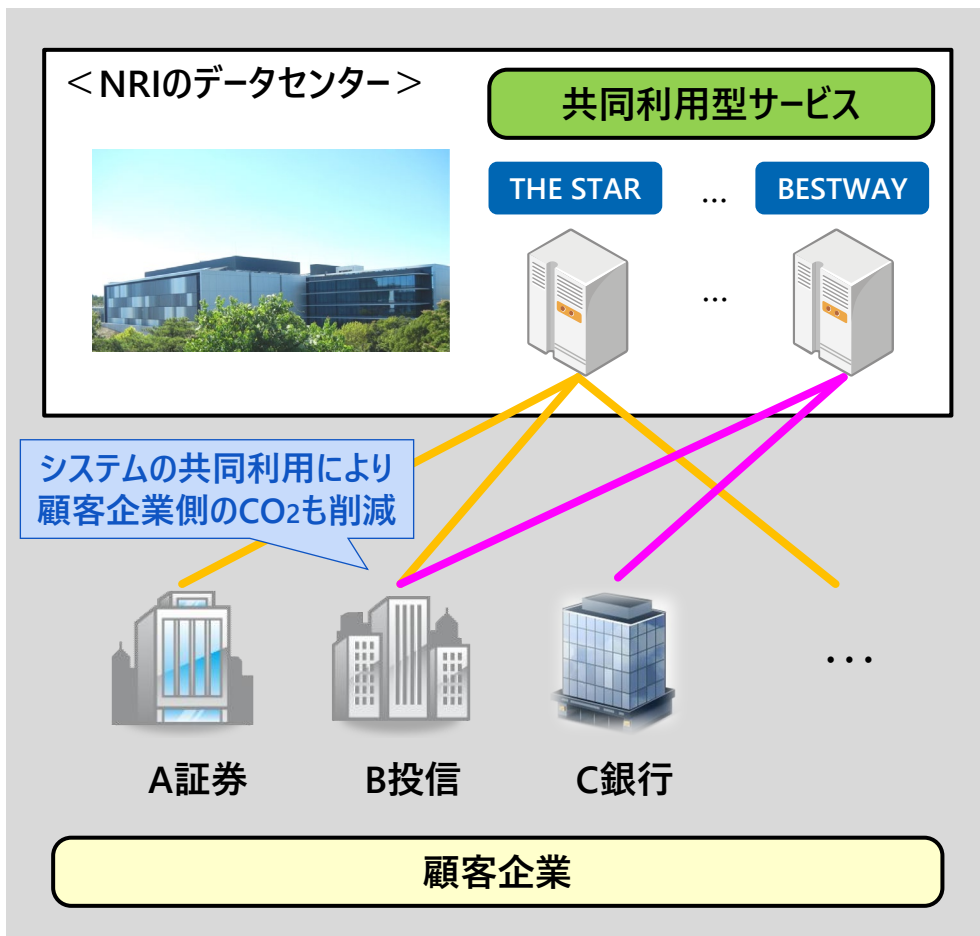 ＜NRIのデータセンター＞
共同利用型サービス
THE STAR
...
BESTWAY
...
システムの共同利用により
顧客企業側のCO2も削減
...
A証券
B投信
C銀行
顧客企業